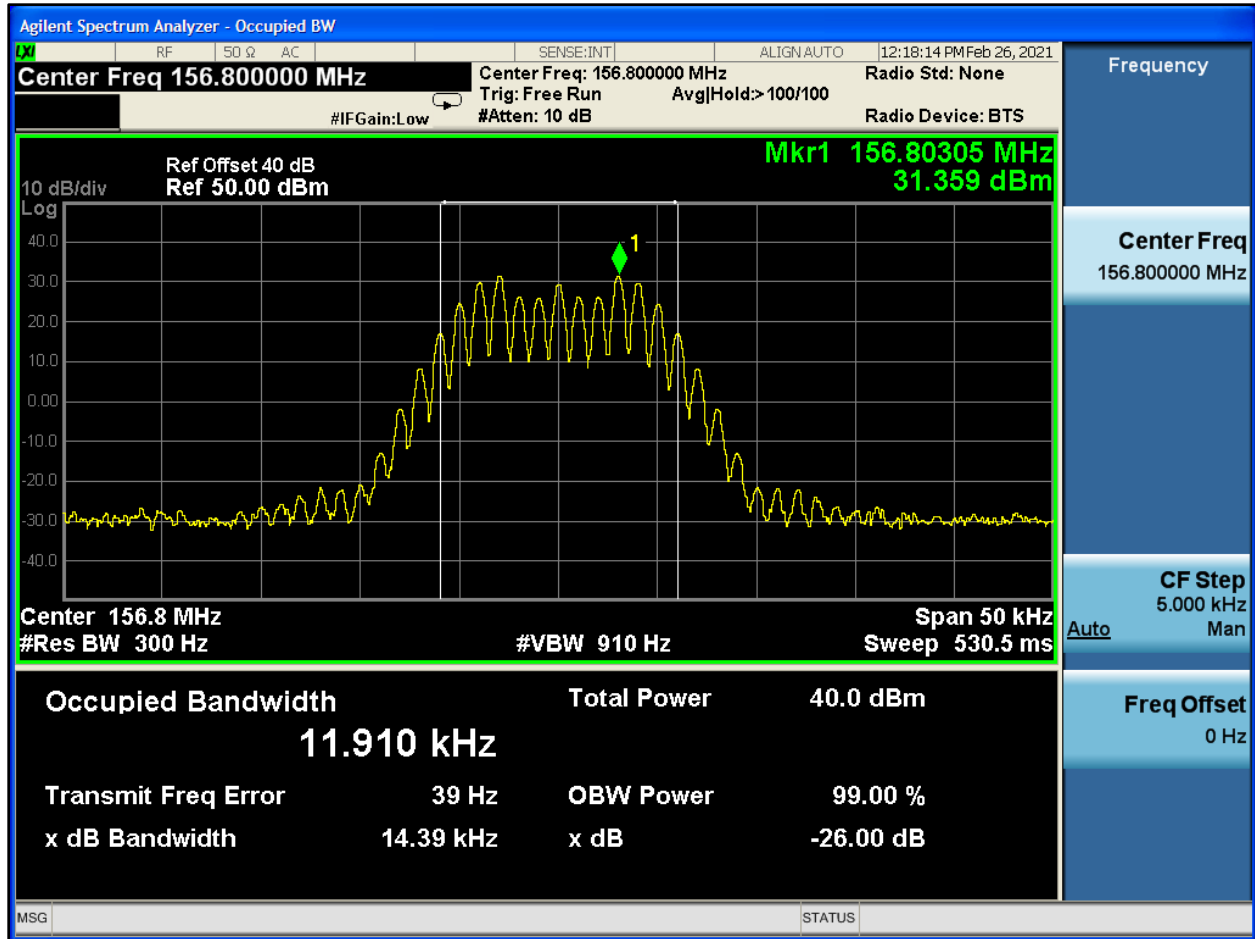 Agilent Spectrum Analyzer - Occupied BW
LXI RF 50 Ω AC SENSE:INT ALIGN AUTO 12:18:14 PM Feb 26, 2021
Center Freq 156.800000 MHz
Center Freq: 156.800000 MHz Radio Std: None
Trig: Free Run Avg|Hold:>100/100
#IFGain:Low #Atten: 10 dB Radio Device: BTS
Mkr1 156.80305 MHz
31.359 dBm
Ref Offset 40 dB
10 dB/div Ref 50.00 dBm
Log
40.0
30.0
20.0
10.0
0.00
-10.0
-20.0
-30.0
-40.0
1
Center 156.8 MHz Span 50 kHz
#Res BW 300 Hz #VBW 910 Hz Sweep 530.5 ms
Occupied Bandwidth Total Power 40.0 dBm
11.910 kHz
Transmit Freq Error 39 Hz OBW Power 99.00 %
x dB Bandwidth 14.39 kHz x dB -26.00 dB
MSG STATUS
Frequency
Center Freq
156.800000 MHz
CF Step
5.000 kHz
Auto Man
Freq Offset
0 Hz